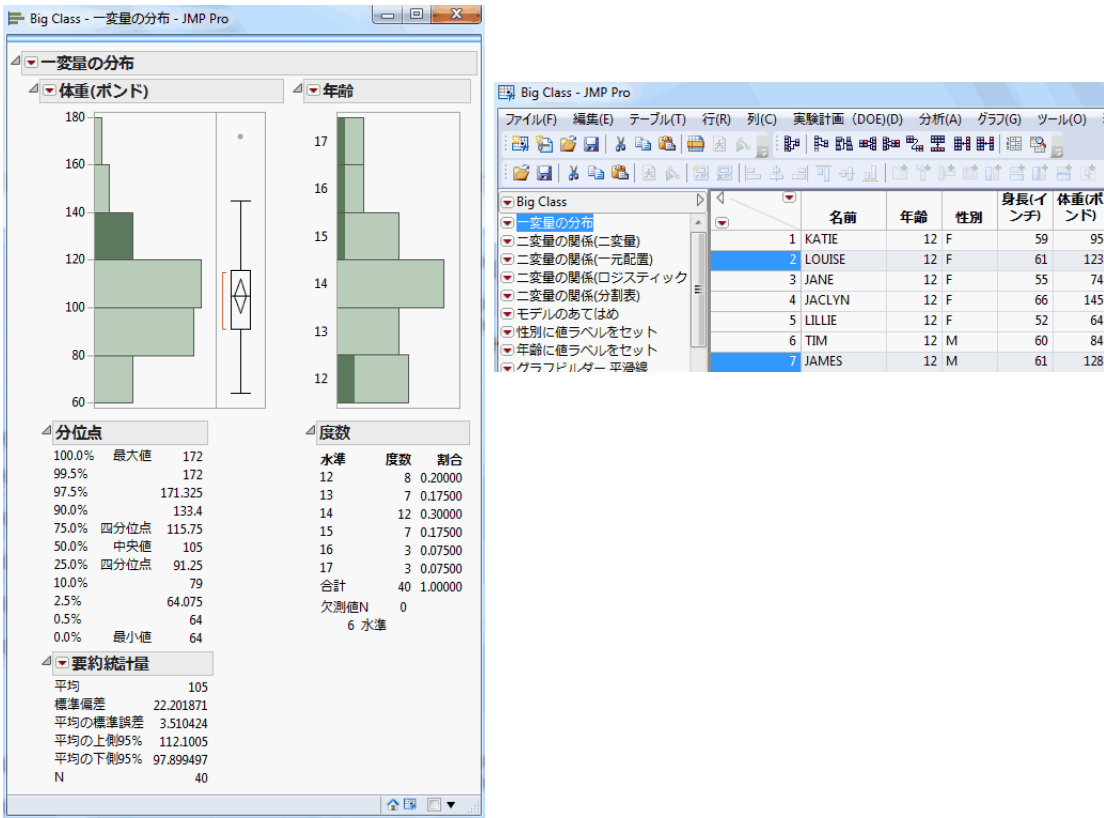 Big Class - 一変量の分布 - JMP Pro
一変量の分布
体重(ポンド)
180
160
140
120
100
80
60
年齢
17
16
15
14
13
12
分位点
100.0% 最大値 172
99.5% 172
97.5% 171.325
90.0% 133.4
75.0% 四分位点 115.75
50.0% 中央値 105
25.0% 四分位点 91.25
10.0% 79
2.5% 64.075
0.5% 64
0.0% 最小値 64
度数
水準 度数 割合
12 8 0.20000
13 7 0.17500
14 12 0.30000
15 7 0.17500
16 3 0.07500
17 3 0.07500
合計 40 1.00000
欠測値N 0
6 水準
要約統計量
平均 105
標準偏差 22.201871
平均の標準誤差 3.510424
平均の上側95% 112.1005
平均の下側95% 97.899497
N 40
Big Class - JMP Pro
ファイル(F) 編集(E) テーブル(T) 行(R) 列(C) 実験計画(DOE)(D) 分析(A) グラフ(G) ツール(O)
Big Class
一変量の分布
二変量の関係(二変量)
二変量の関係(一元配置)
二変量の関係(ロジスティック
二変量の関係(分割表)
モデルのあてはめ
性別に値ラベルをセット
年齢に値ラベルをセット
グラフビルダー 平滑線
名前 年齢 性別 身長(インチ) 体重(ポンド)
1 KATIE 12 F 59 95
2 LOUISE 12 F 61 123
3 JANE 12 F 55 74
4 JACLYN 12 F 66 145
5 LILLIE 12 F 52 64
6 TIM 12 M 60 84
7 JAMES 12 M 61 128